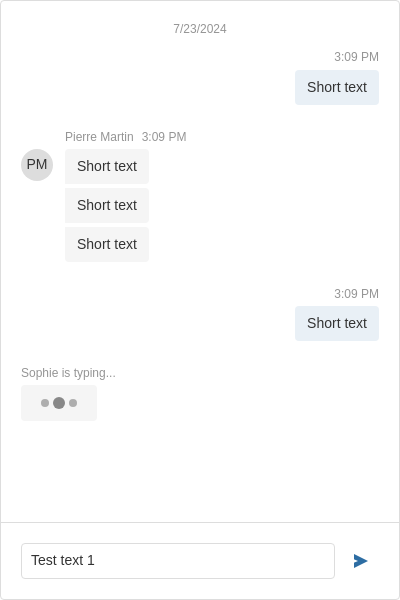 7/23/2024
3:09 PM
Short text
Pierre Martin 3:09 PM
PM
Short text
Short text
Short text
3:09 PM
Short text
Sophie is typing...
Test text 1